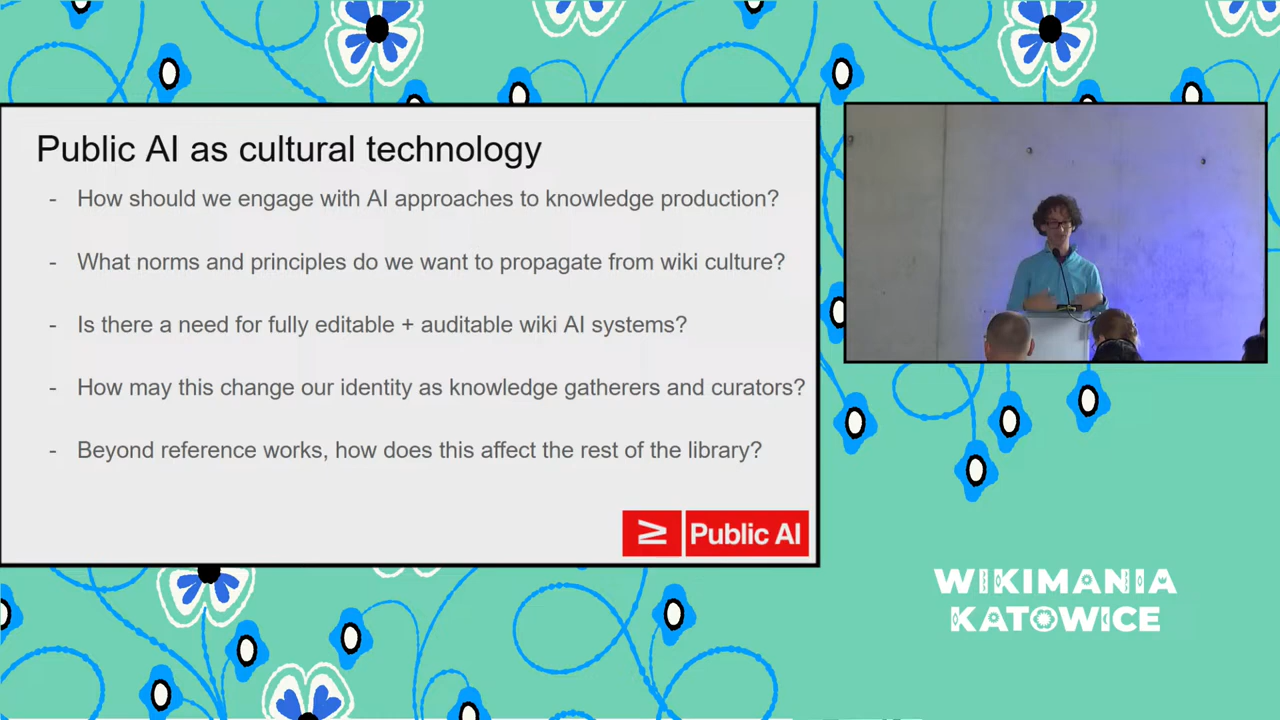 Public AI as cultural technology
- How should we engage with AI approaches to knowledge production?
- What norms and principles do we want to propagate from wiki culture?
- Is there a need for fully editable + auditable wiki AI systems?
- How may this change our identity as knowledge gatherers and curators?
- Beyond reference works, how does this affect the rest of the library?
≥ Public AI
WIKIMANIA
KATOWICE